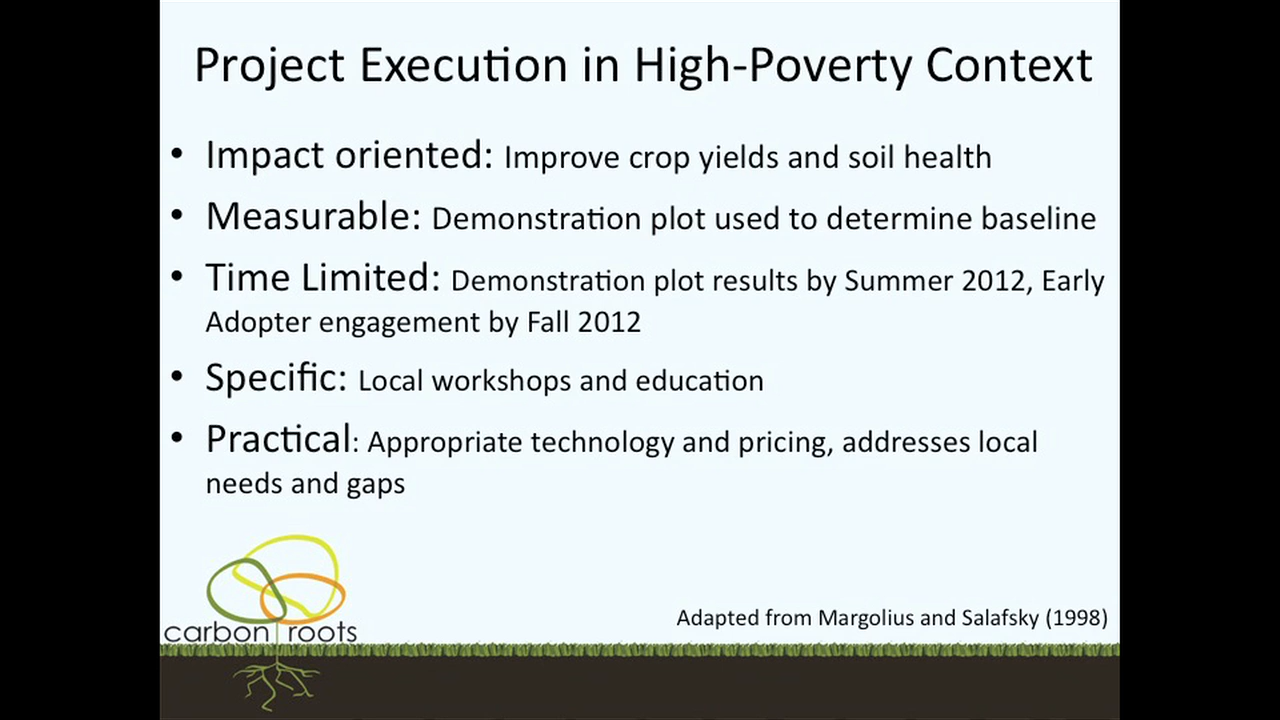 Project Execution in High-Poverty Context
• Impact oriented: Improve crop yields and soil health
• Measurable: Demonstration plot used to determine baseline
• Time Limited: Demonstration plot results by Summer 2012, Early
Adopter engagement by Fall 2012
• Specific: Local workshops and education
• Practical: Appropriate technology and pricing, addresses local
needs and gaps
Adapted from Margolius and Salafsky (1998)
carbon roots